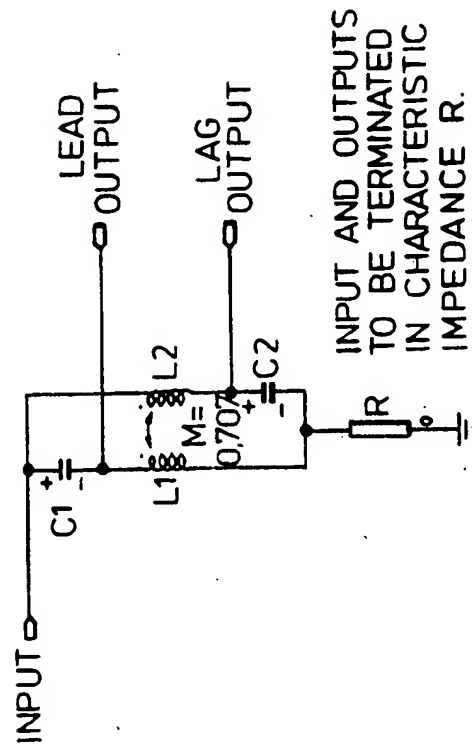 INPUT
C1
+
-
LEAD
OUTPUT
L1
L2
M=
0,707
LAG
OUTPUT
+
-
C2
R
INPUT AND OUTPUTS
TO BE TERMINATED
IN CHARACTERISTIC
IMPEDANCE R.